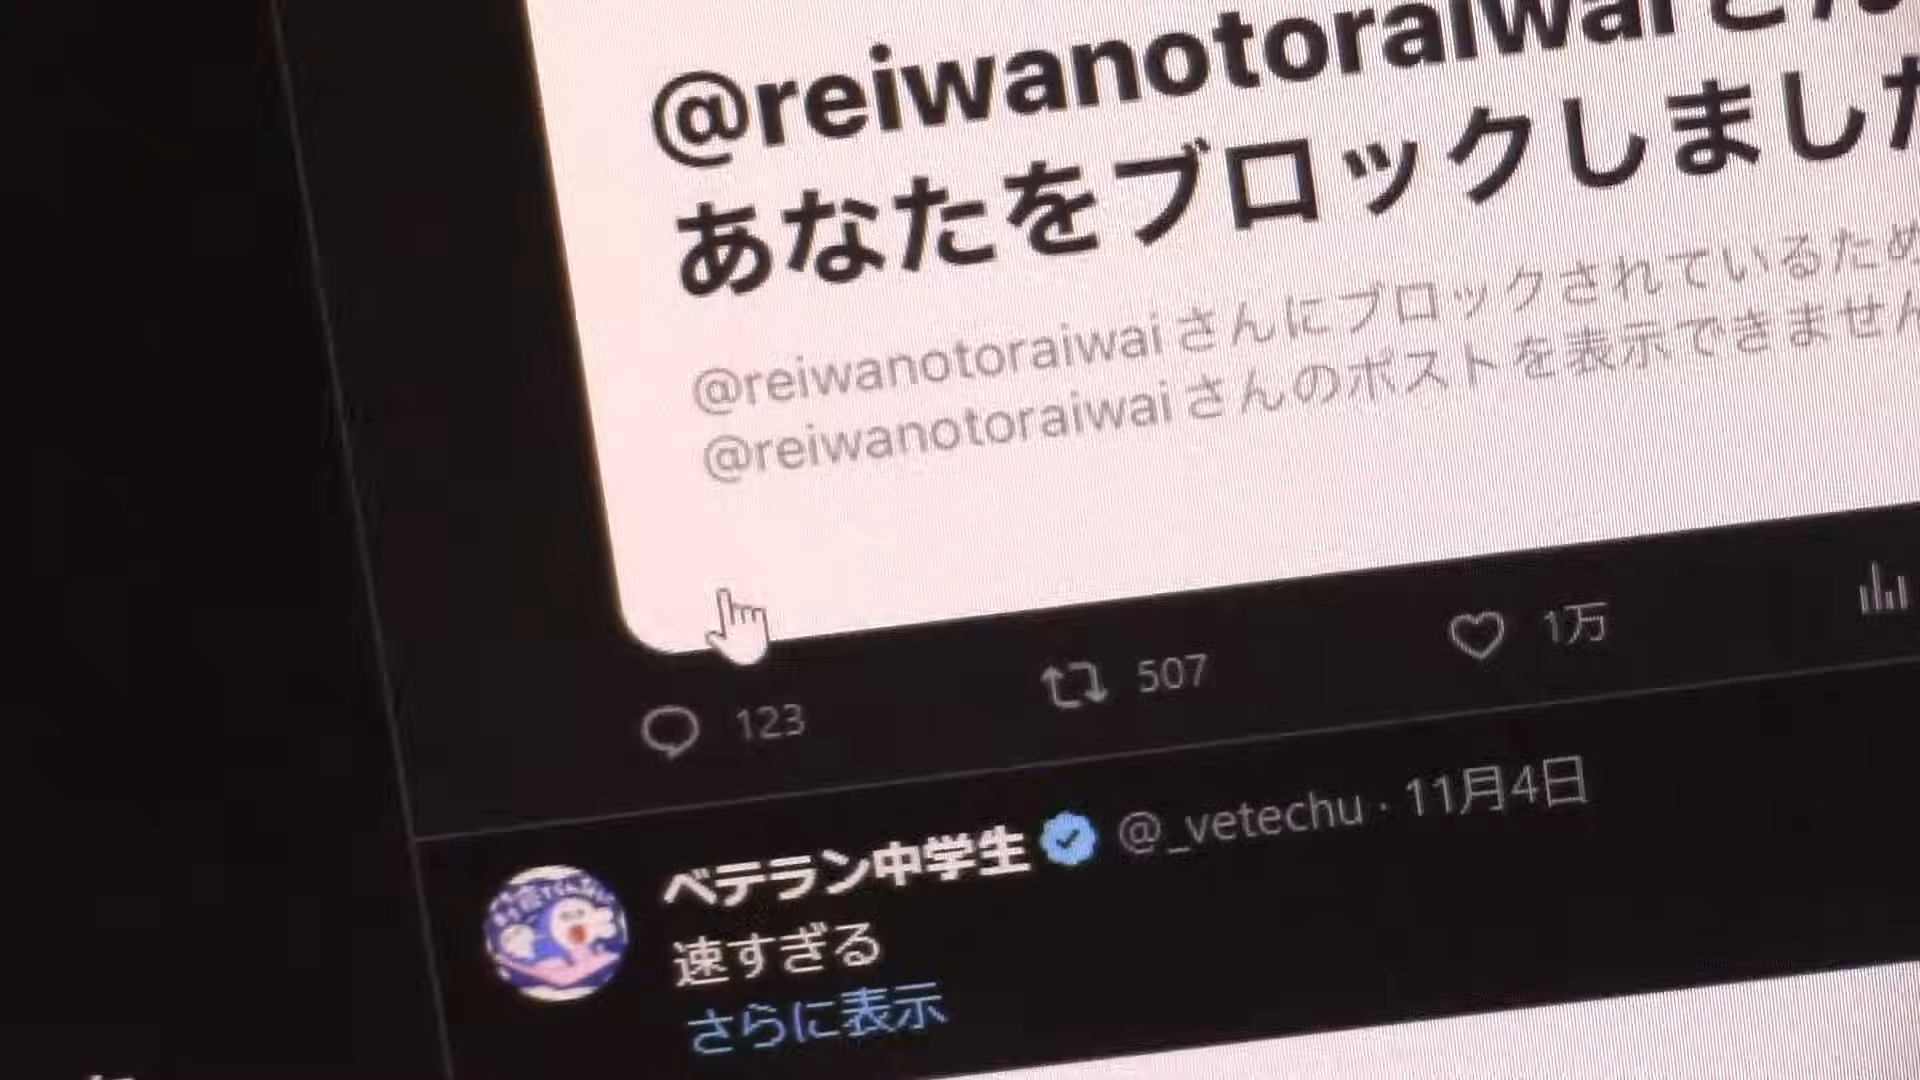 @reiwanotoraiwai さん
あなたをブロックしました
@reiwanotoraiwai さんにブロックされているため
@reiwanotoraiwai さんのポストを表示できません
123 507 1万
ベテラン中学生 @_vetechu · 11月4日
速すぎる
さらに表示